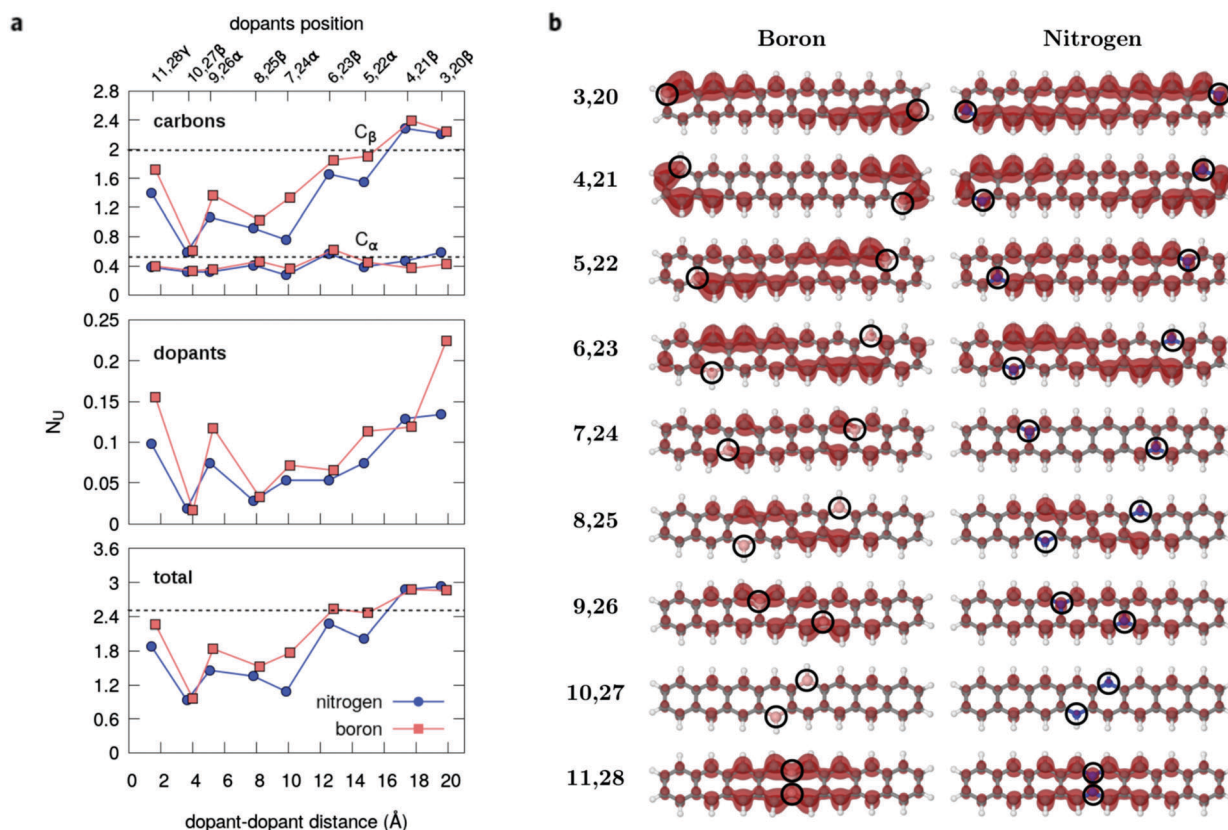 a
dopants position
11,28γ
10,27β
9,26α
8,25β
7,24α
6,23β
5,22α
4,21β
3,20β
2.8
2.4
2
1.6
1.2
0.8
0.4
0
carbons
Cβ
Cα
0.25
0.2
0.15
0.1
0.05
0
dopants
NU
3.6
3
2.4
1.8
1.2
0.6
0
total
nitrogen
boron
0 2 4 6 8 10 12 14 16 18 20
dopant-dopant distance (Å)
b
Boron Nitrogen
3,20
4,21
5,22
6,23
7,24
8,25
9,26
10,27
11,28